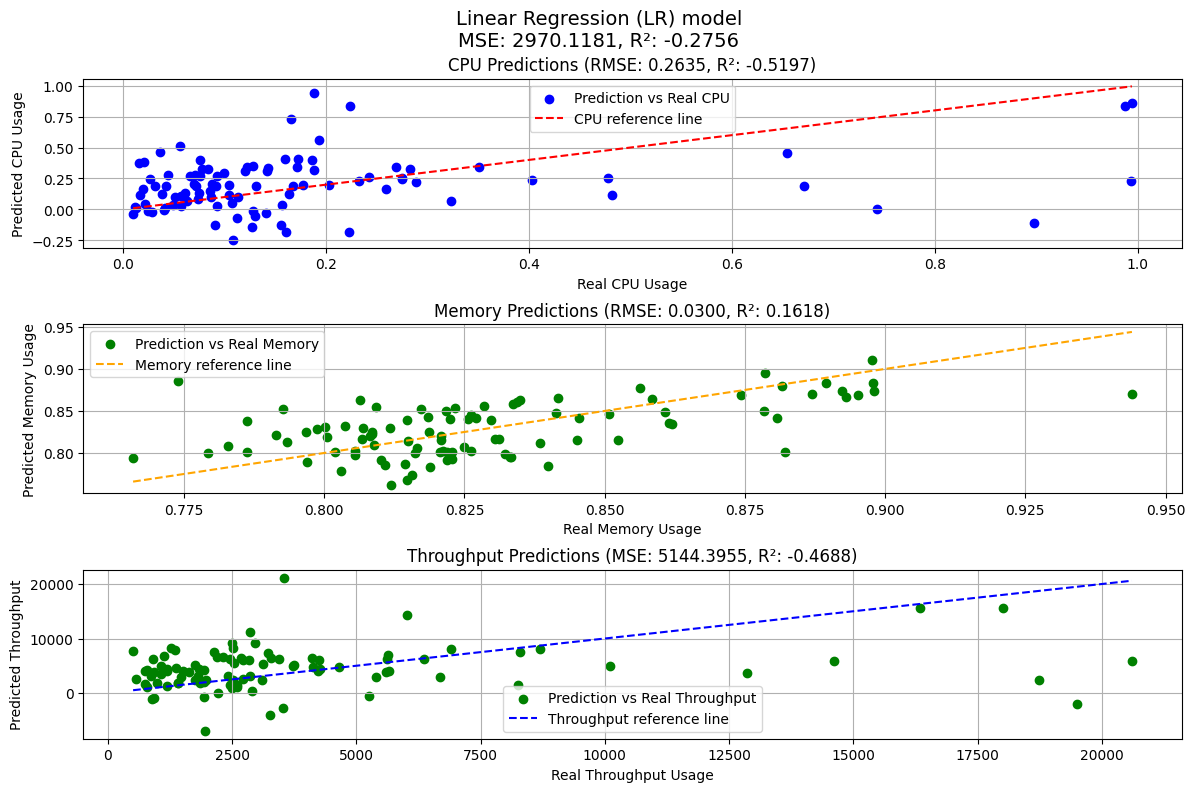 Linear Regression (LR) model
MSE: 2970.1181, R²: -0.2756
CPU Predictions (RMSE: 0.2635, R²: -0.5197)
Predicted CPU Usage
1.00
0.75
0.50
0.25
0.00
−0.25
Prediction vs Real CPU
CPU reference line
0.0 0.2 0.4 0.6 0.8 1.0
Real CPU Usage
Memory Predictions (RMSE: 0.0300, R²: 0.1618)
Predicted Memory Usage
0.95
0.90
0.85
0.80
Prediction vs Real Memory
Memory reference line
0.775 0.800 0.825 0.850 0.875 0.900 0.925 0.950
Real Memory Usage
Throughput Predictions (MSE: 5144.3955, R²: -0.4688)
Predicted Throughput
20000
10000
0
Prediction vs Real Throughput
Throughput reference line
0 2500 5000 7500 10000 12500 15000 17500 20000
Real Throughput Usage